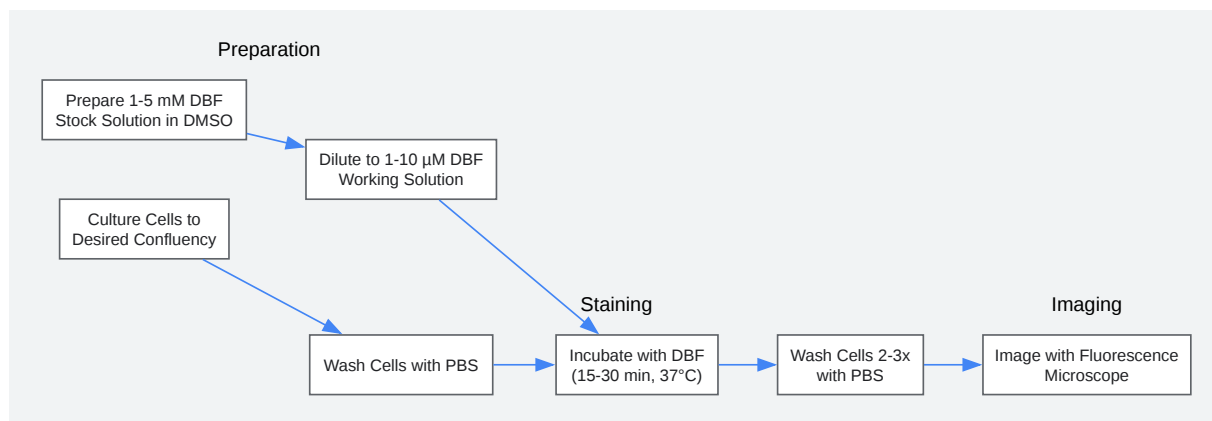 Preparation
Prepare 1-5 mM DBF
Stock Solution in DMSO
Dilute to 1-10 µM DBF
Working Solution
Culture Cells to
Desired Confluency
Wash Cells with PBS
Staining
Incubate with DBF
(15-30 min, 37°C)
Wash Cells 2-3x
with PBS
Imaging
Image with Fluorescence
Microscope